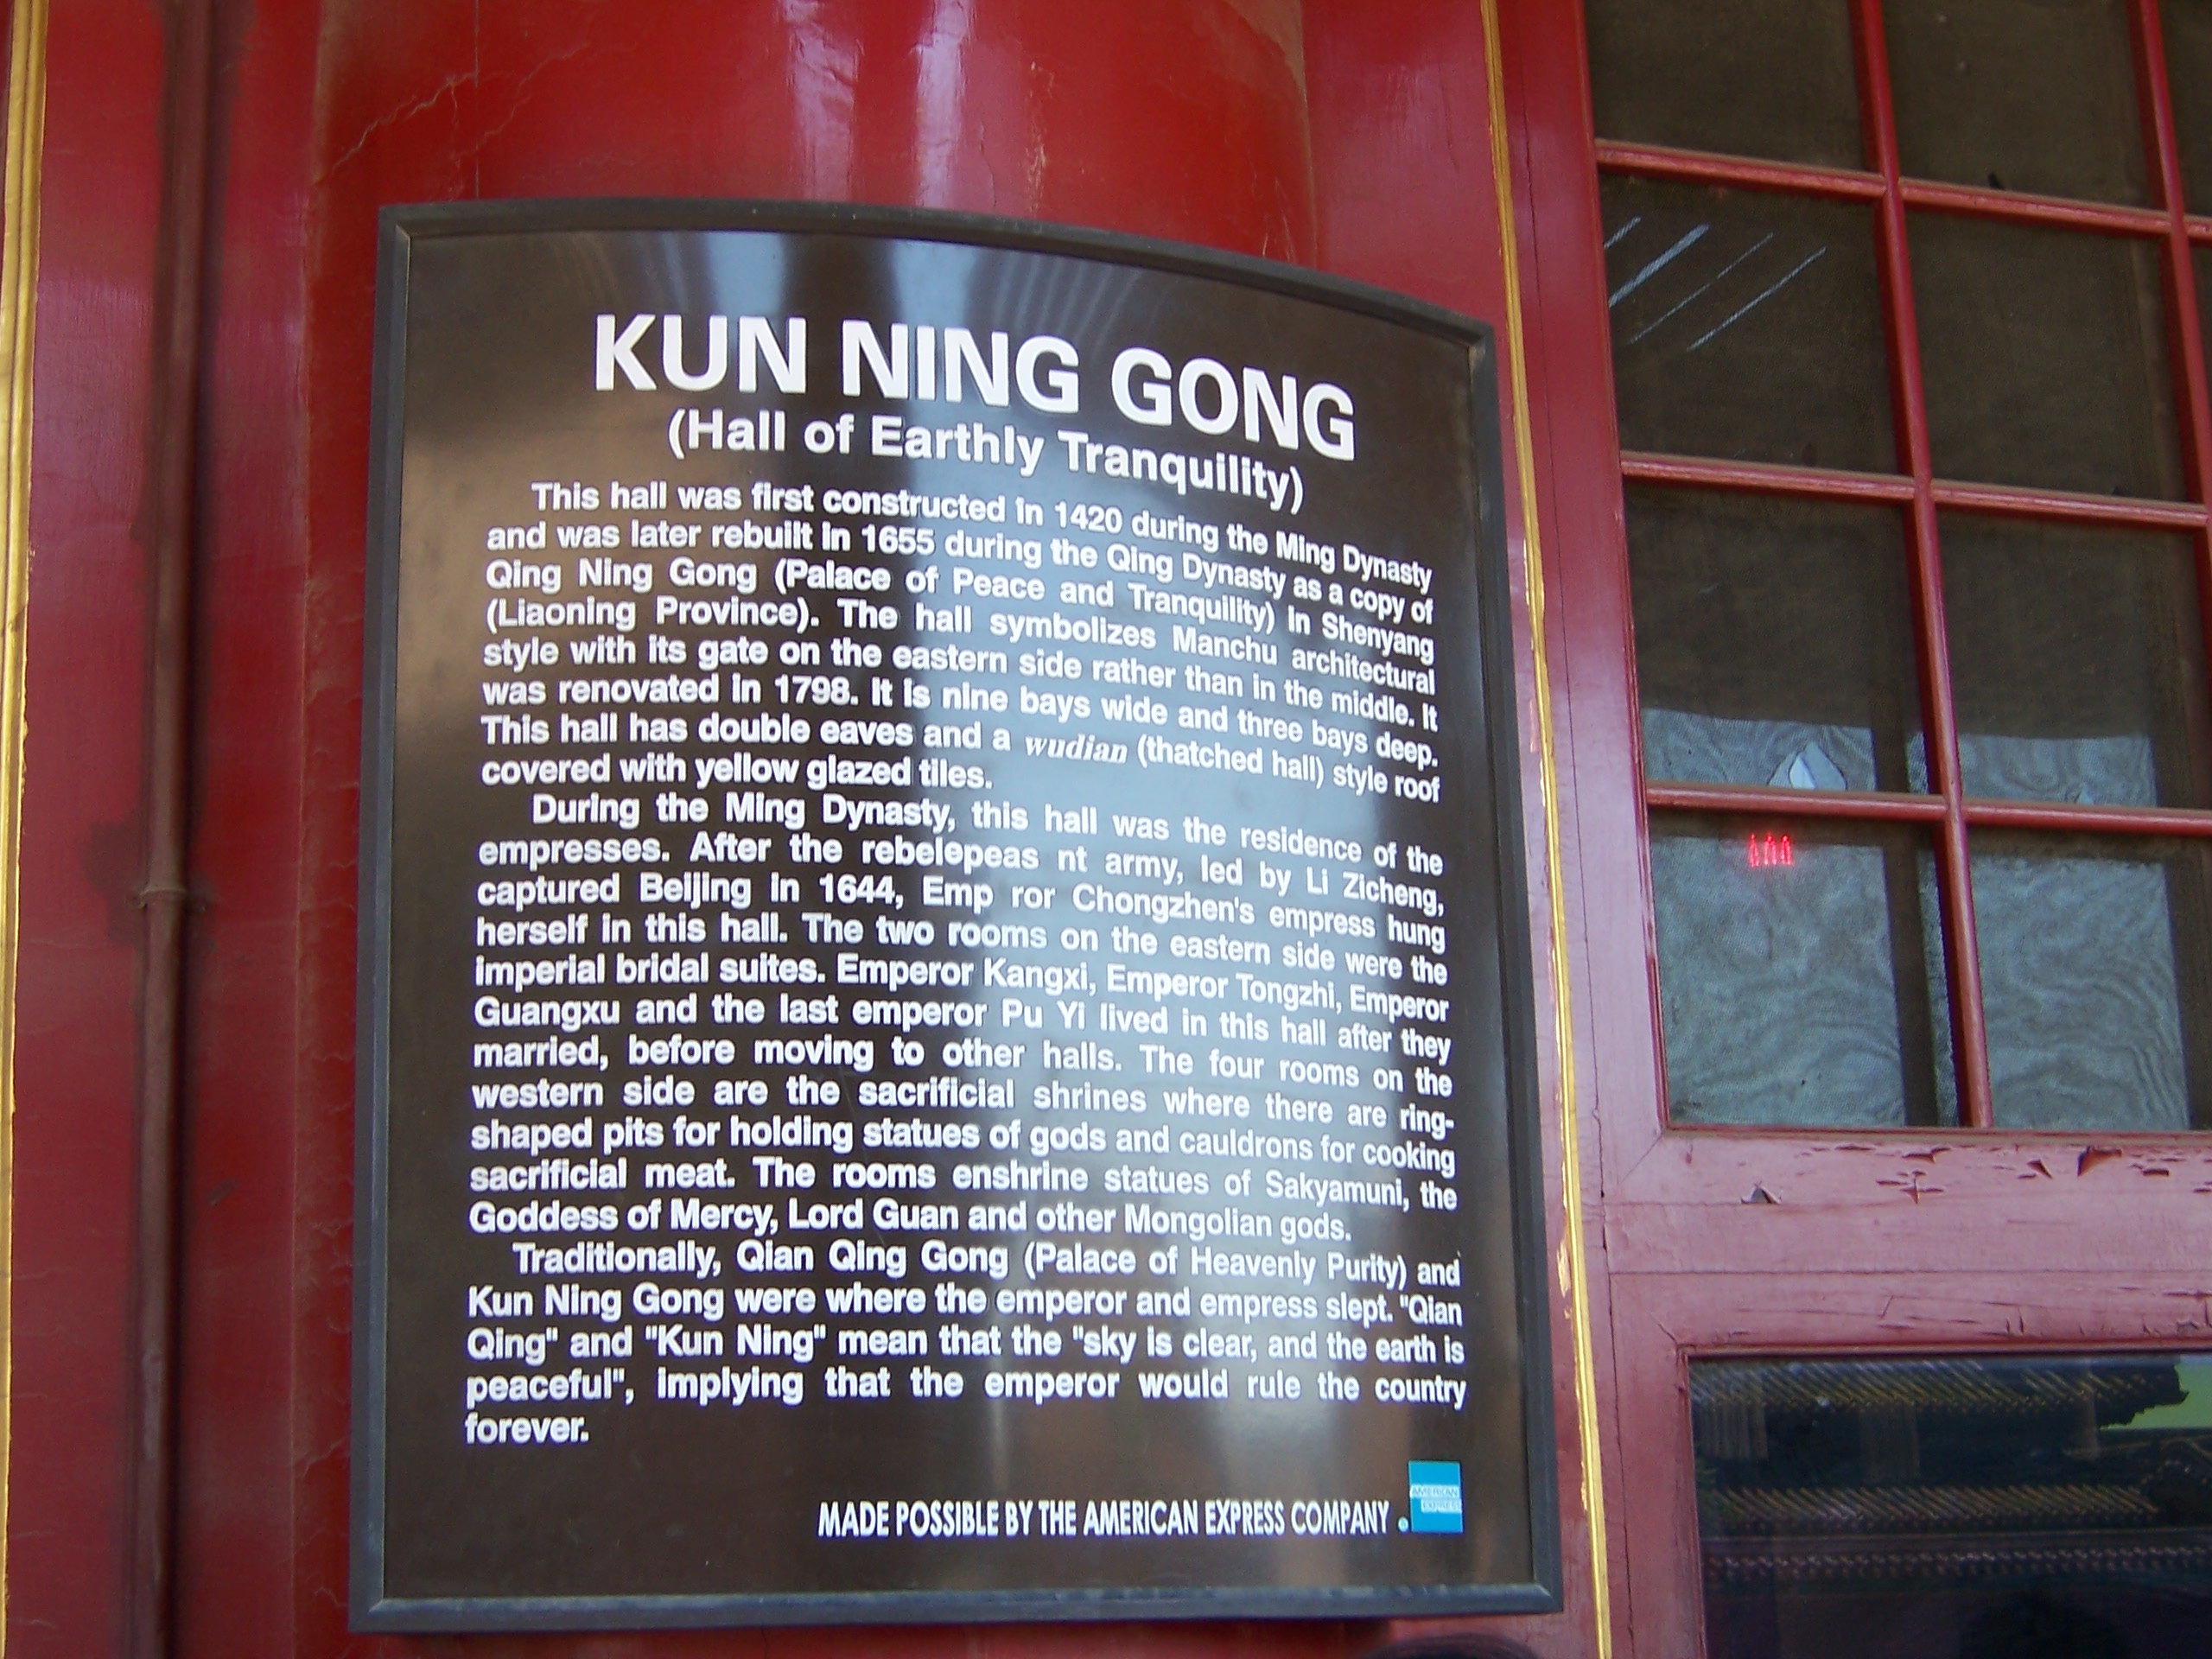 KUN NING GONG
(Hall of Earthly Tranquility)
This hall was first constructed in 1420 during the Ming Dynasty
and was later rebuilt in 1655 during the Qing Dynasty as a copy of
Qing Ning Gong (Palace of Peace and Tranquility) in Shenyang
(Liaoning Province). The hall symbolizes Manchu architectural
style with its gate on the eastern side rather than in the middle. It
was renovated in 1798. It is nine bays wide and three bays deep.
This hall has double eaves and a wudian (thatched hall) style roof
covered with yellow glazed tiles.
During the Ming Dynasty, this hall was the residence of the
empresses. After the rebelepeas nt army, led by Li Zicheng,
captured Beijing in 1644, Emp ror Chongzhen's empress hung
herself in this hall. The two rooms on the eastern side were the
imperial bridal suites. Emperor Kangxi, Emperor Tongzhi, Emperor
Guangxu and the last emperor Pu Yi lived in this hall after they
married, before moving to other halls. The four rooms on the
western side are the sacrificial shrines where there are ring-
shaped pits for holding statues of gods and cauldrons for cooking
sacrificial meat. The rooms enshrine statues of Sakyamuni, the
Goddess of Mercy, Lord Guan and other Mongolian gods.
Traditionally, Qian Qing Gong (Palace of Heavenly Purity) and
Kun Ning Gong were where the emperor and empress slept. "Qian
Qing" and "Kun Ning" mean that the "sky is clear, and the earth is
peaceful", implying that the emperor would rule the country
forever.
MADE POSSIBLE BY THE AMERICAN EXPRESS COMPANY .
AMERICAN
EXPRESS